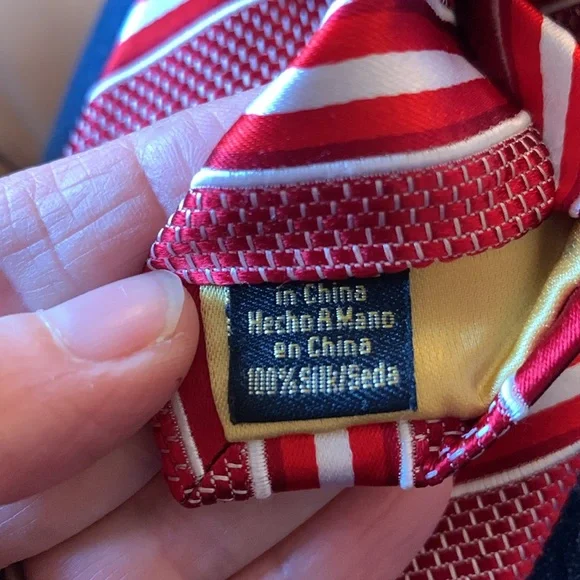 in China
Hecho A Mano
en China
100% Silk/Seda